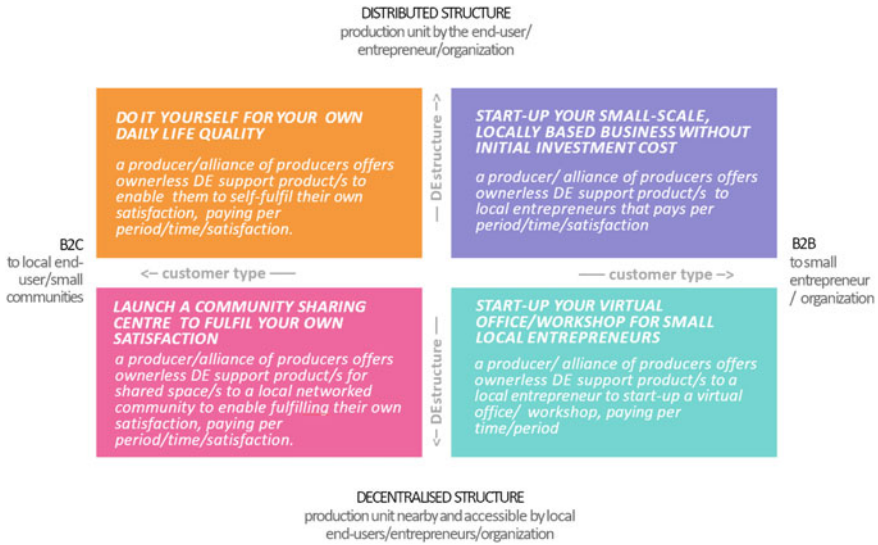 DISTRIBUTED STRUCTURE
production unit by the end-user/
entrepreneur/organization
DO IT YOURSELF FOR YOUR OWN
DAILY LIFE QUALITY
a producer/alliance of producers offers
ownerless DE support product/s to
enable them to self-fulfil their own
satisfaction, paying per
period/time/satisfaction.
— DEstructure —>
START-UP YOUR SMALL-SCALE,
LOCALLY BASED BUSINESS WITHOUT
INITIAL INVESTMENT COST
a producer/ alliance of producers offers
ownerless DE support product/s to
local entrepreneurs that pays per
period/time/satisfaction
B2C
to local end-
user/small
communities
<— customer type —
— customer type —>
B2B
to small
entrepreneur
/ organization
LAUNCH A COMMUNITY SHARING
CENTRE TO FULFIL YOUR OWN
SATISFACTION
a producer/alliance of producers offers
ownerless DE support product/s for
shared space/s to a local networked
community to enable fulfilling their own
satisfaction, paying per
period/time/satisfaction.
<— DEstructure —
START-UP YOUR VIRTUAL
OFFICE/WORKSHOP FOR SMALL
LOCAL ENTREPRENEURS
a producer/ alliance of producers offers
ownerless DE support product/s to a
local entrepreneur to start-up a virtual
office/ workshop, paying per
time/period
DECENTRALISED STRUCTURE
production unit nearby and accessible by local
end-users/entrepreneurs/organization